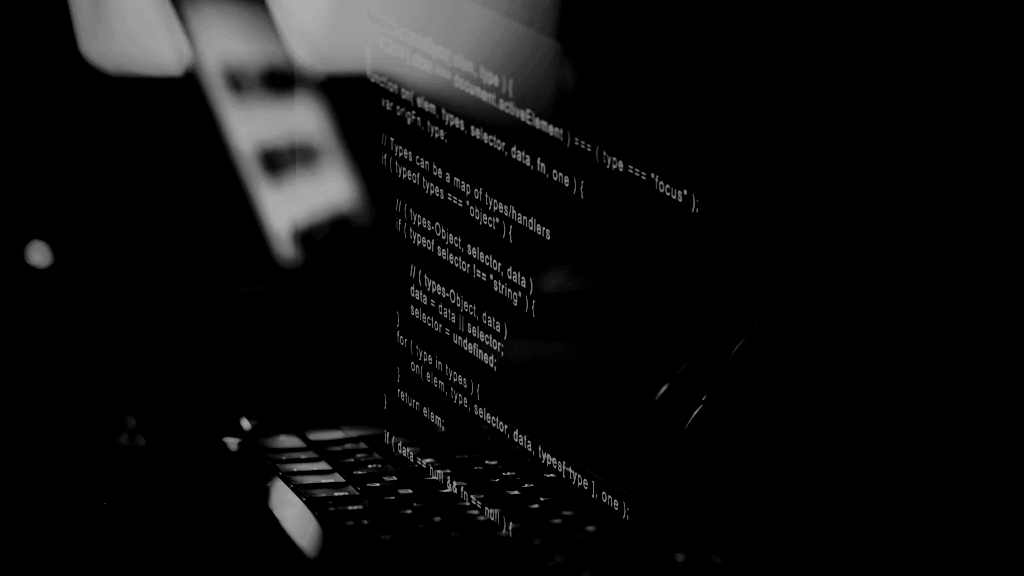 elem, type ) {
document.activeElement ) === ( type === "focus" );
function on( elem, types, selector, data, fn, one ) {
var origFn, type;
// Types can be a map of types/handlers
if ( typeof types === "object" ) {
// ( types-Object, selector, data )
if ( typeof selector !== "string" ) {
// ( types-Object, data )
data = data || selector;
selector = undefined;
}
for ( type in types ) {
on( elem, type, selector, data, types[ type ], one );
}
return elem;
}
if ( data == null && fn == null ) {